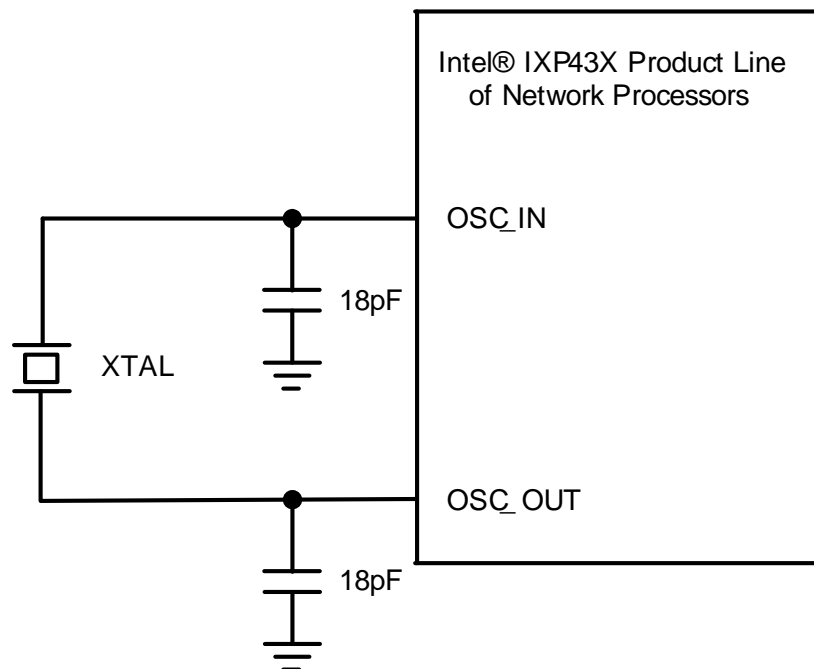 Intel® IXP43X Product Line
of Network Processors
OSC_IN
18pF
XTAL
OSC_OUT
18pF